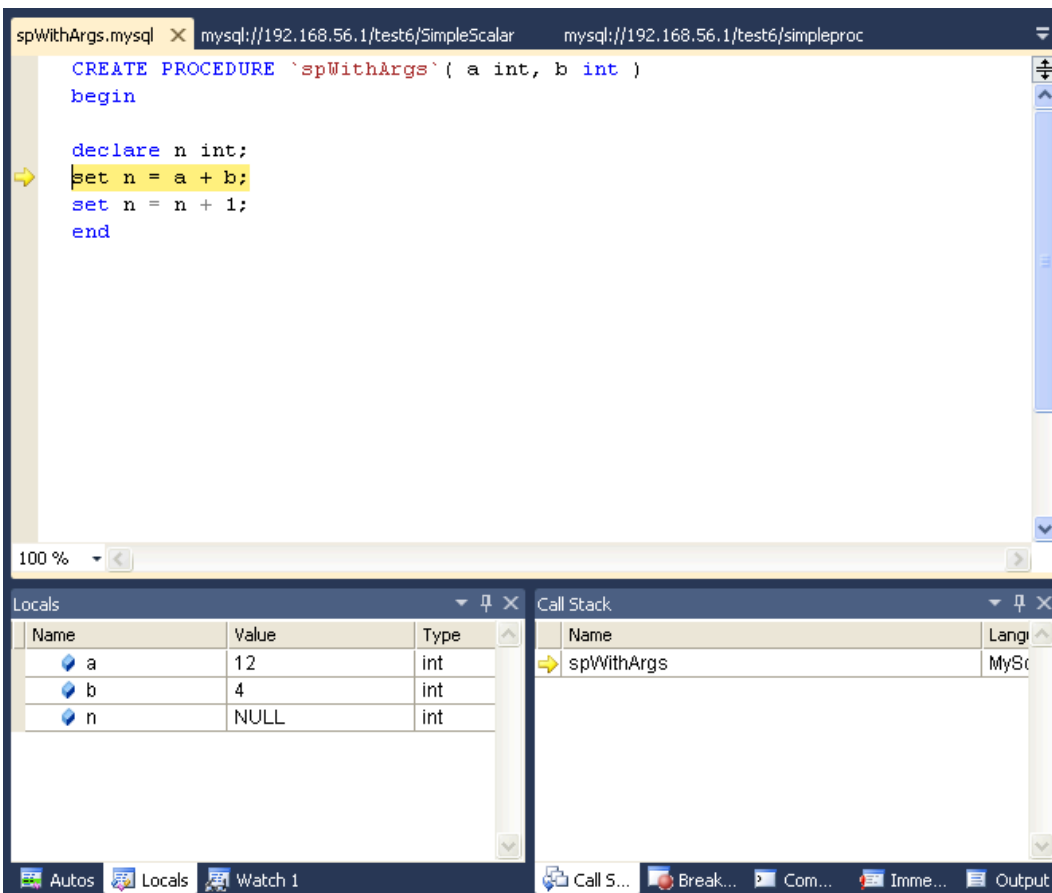 spWithArgs.mysql mysql://192.168.56.1/test6/SimpleScalar mysql://192.168.56.1/test6/simpleproc
CREATE PROCEDURE `spWithArgs`( a int, b int )
begin
declare n int;
set n = a + b;
set n = n + 1;
end
100 %
Locals
Name Value Type
a 12 int
b 4 int
n NULL int
Autos Locals Watch 1
Call Stack
Name
spWithArgs
Call S... Break... Com... Imme... Output